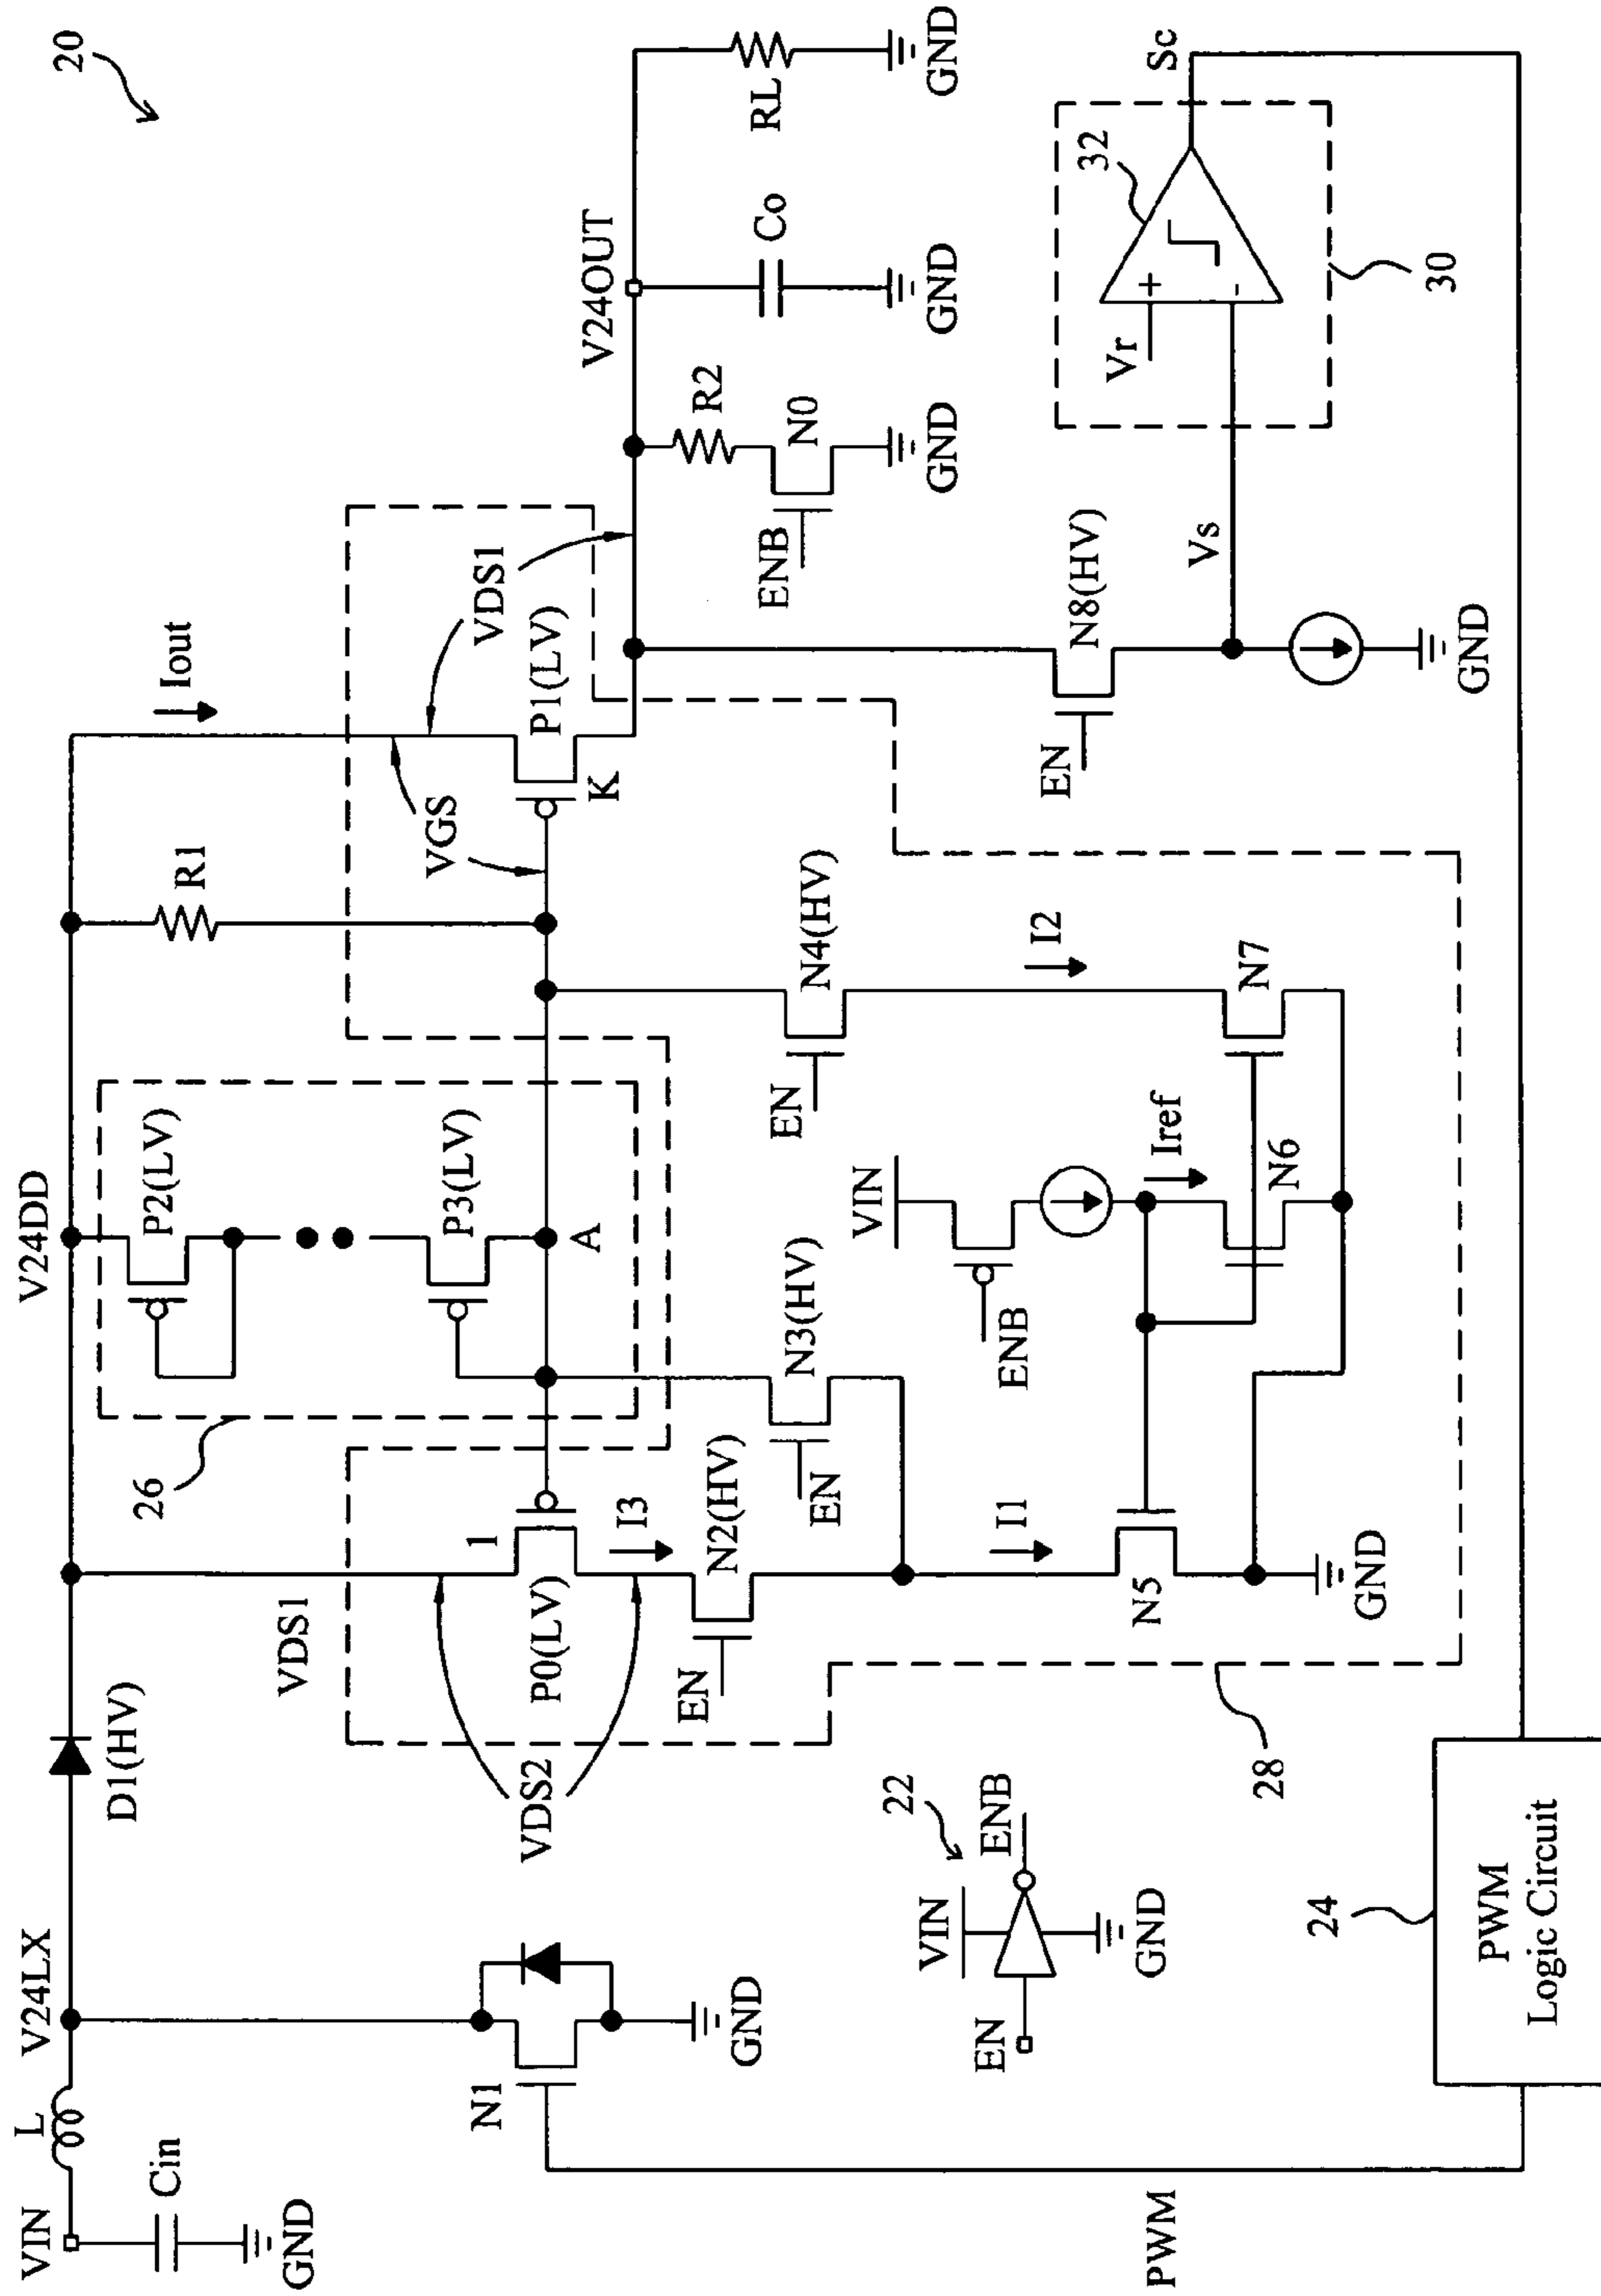 20
VIN
L
V24LX
D1(HV)
V24DD
Cin
GND
N1
GND
VDS1
VDS2
26
P2(LV)
P3(LV)
A
R1
Iout
VGS
VDS1
P0(LV)
1
I3
K
P1(LV)
V24OUT
R2
ENB
N0
GND
Co
GND
RL
GND
EN
N2(HV)
EN
N3(HV)
EN
N4(HV)
EN
N8(HV)
I2
I1
N5
GND
VIN
ENB
Iref
N6
N7
Vs
GND
Vr
+
-
32
30
Sc
22
VIN
EN
ENB
GND
28
24
PWM
PWM
Logic Circuit